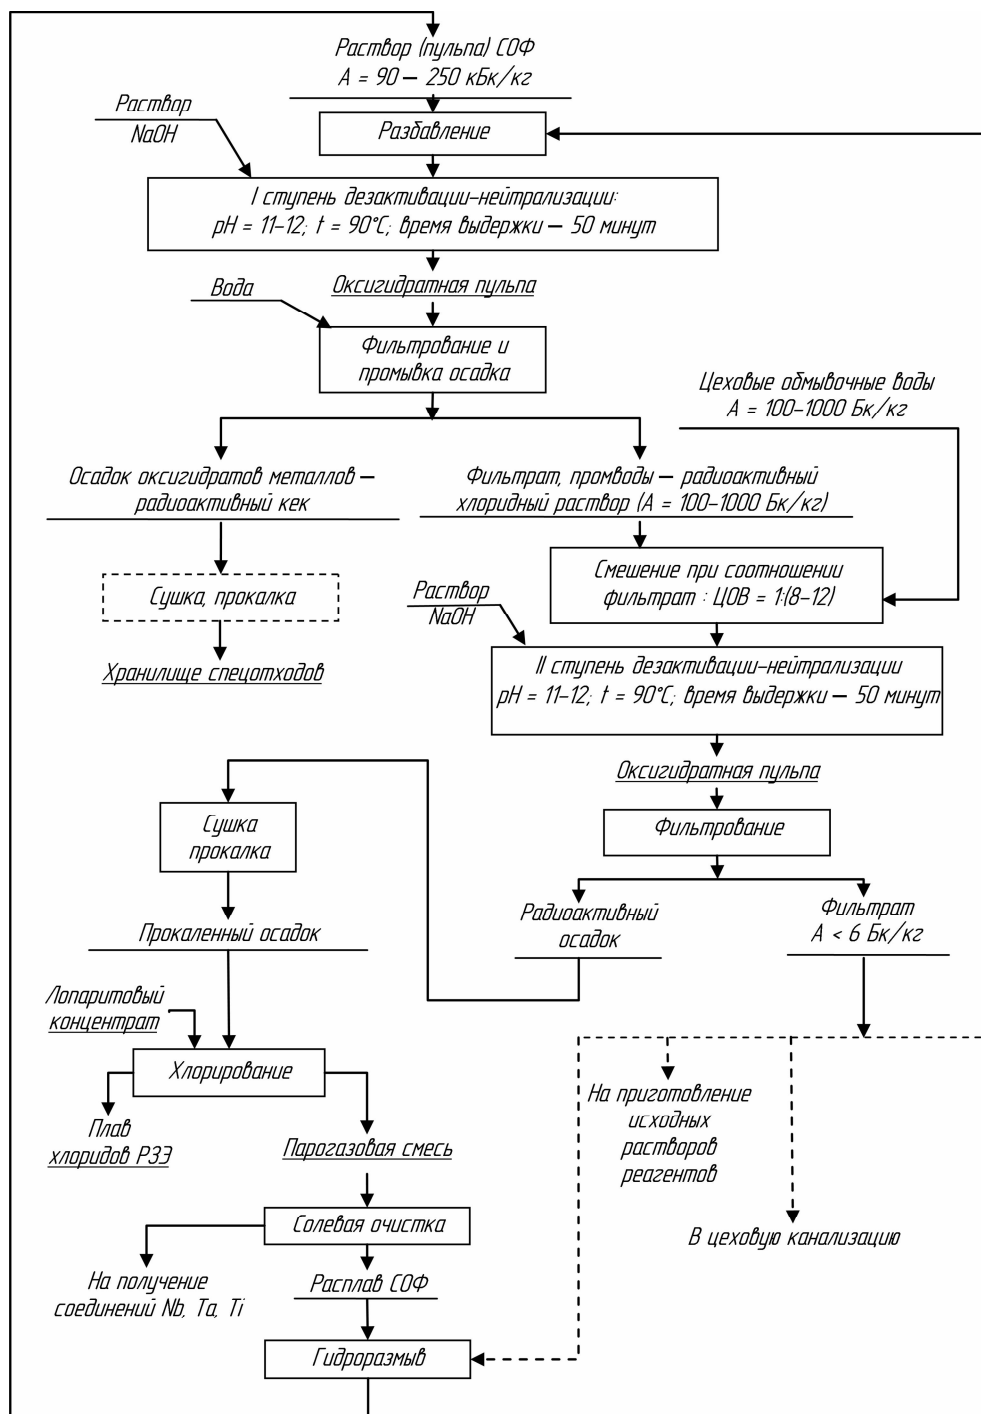 Раствор (пульпа) СОФ
А = 90 – 250 кБк/кг
Раствор
NaOH
Разбавление
I ступень дезактивации–нейтрализации:
рН = 11–12; t = 90°С; время выдержки – 50 минут
Оксигидратная пульпа
Вода
Фильтрование и
промывка осадка
Цеховые обмывочные воды
А = 100–1000 Бк/кг
Осадок оксигидратов металлов –
радиоактивный кек
Фильтрат, промводы – радиоактивный
хлоридный раствор (А = 100–1000 Бк/кг)
Сушка, прокалка
Смешение при соотношении
фильтрат : ЦОВ = 1:(8–12)
Раствор
NaOH
Хранилище спецотходов
II ступень дезактивации–нейтрализации
рН = 11–12; t = 90°С; время выдержки – 50 минут
Оксигидратная пульпа
Сушка
прокалка
Фильтрование
Прокаленный осадок
Радиоактивный
осадок
Фильтрат
А < 6 Бк/кг
Лопаритовый
концентрат
Хлорирование
Плав
хлоридов РЗЭ
Парогазовая смесь
На приготовление
исходных
растворов
реагентов
Солевая очистка
В цеховую канализацию
На получение
соединений Nb, Ta, Ti
Расплав СОФ
Гидроразмыв